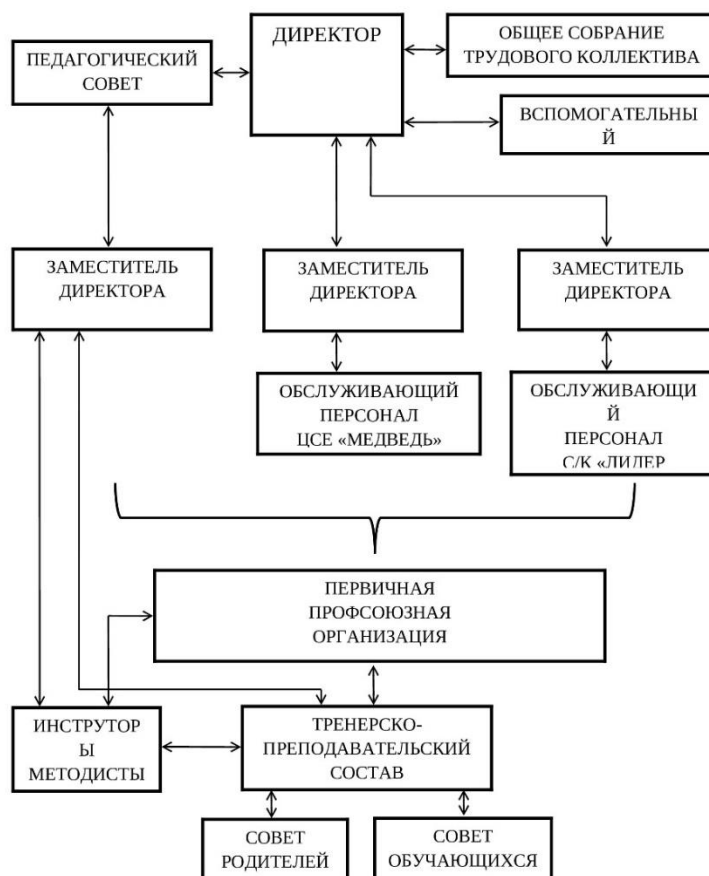 ДИРЕКТОР
ОБЩЕЕ СОБРАНИЕ
ТРУДОВОГО КОЛЛЕКТИВА
ПЕДАГОГИЧЕСКИЙ
СОВЕТ
ВСПОМОГАТЕЛЬНЫ
Й
ЗАМЕСТИТЕЛЬ
ДИРЕКТОРА
ЗАМЕСТИТЕЛЬ
ДИРЕКТОРА
ЗАМЕСТИТЕЛЬ
ДИРЕКТОРА
ОБСЛУЖИВАЮЩИЙ
ПЕРСОНАЛ
ЦСЕ «МЕДВЕДЬ»
ОБСЛУЖИВАЮЩИ
Й
ПЕРСОНАЛ
С/К «ЛИДЕР
ПЕРВИЧНАЯ
ПРОФСОЮЗНАЯ
ОРГАНИЗАЦИЯ
ИНСТРУТОР
Ы
МЕТОДИСТЫ
ТРЕНЕРСКО-
ПРЕПОДАВАТЕЛЬСКИЙ
СОСТАВ
СОВЕТ
РОДИТЕЛЕЙ
СОВЕТ
ОБУЧАЮЩИХСЯ